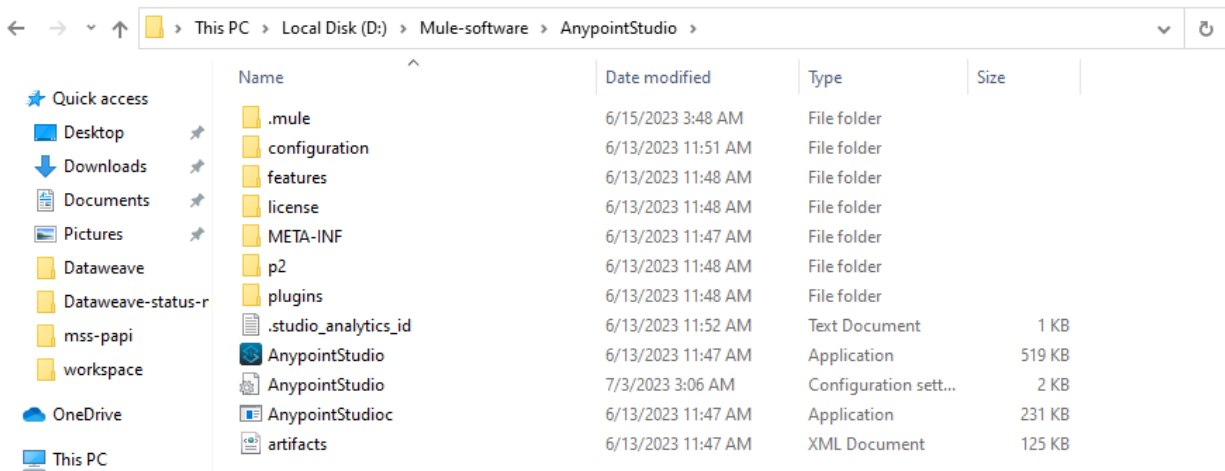 This PC > Local Disk (D:) > Mule-software > AnypointStudio >
Name Date modified Type Size
Quick access
Desktop
Downloads
Documents
Pictures
Dataweave
Dataweave-status-r
mss-papi
workspace
OneDrive
This PC
.mule 6/15/2023 3:48 AM File folder
configuration 6/13/2023 11:51 AM File folder
features 6/13/2023 11:48 AM File folder
license 6/13/2023 11:48 AM File folder
META-INF 6/13/2023 11:47 AM File folder
p2 6/13/2023 11:48 AM File folder
plugins 6/13/2023 11:48 AM File folder
.studio_analytics_id 6/13/2023 11:52 AM Text Document 1 KB
AnypointStudio 6/13/2023 11:47 AM Application 519 KB
AnypointStudio 7/3/2023 3:06 AM Configuration sett... 2 KB
AnypointStudioc 6/13/2023 11:47 AM Application 231 KB
artifacts 6/13/2023 11:47 AM XML Document 125 KB